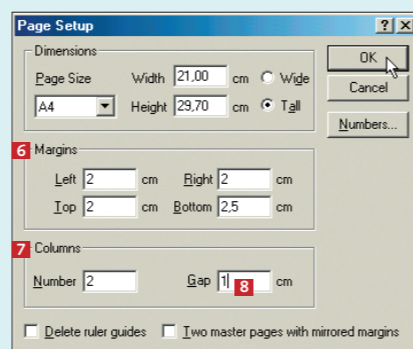 Page Setup
Dimensions
Page Size Width 21,00 cm Wide
A4 Height 29,70 cm Tall
OK
Cancel
Numbers...
6 Margins
Left 2 cm Right 2 cm
Top 2 cm Bottom 2,5 cm
7 Columns
Number 2 Gap 1 8 cm
Delete ruler guides Two master pages with mirrored margins